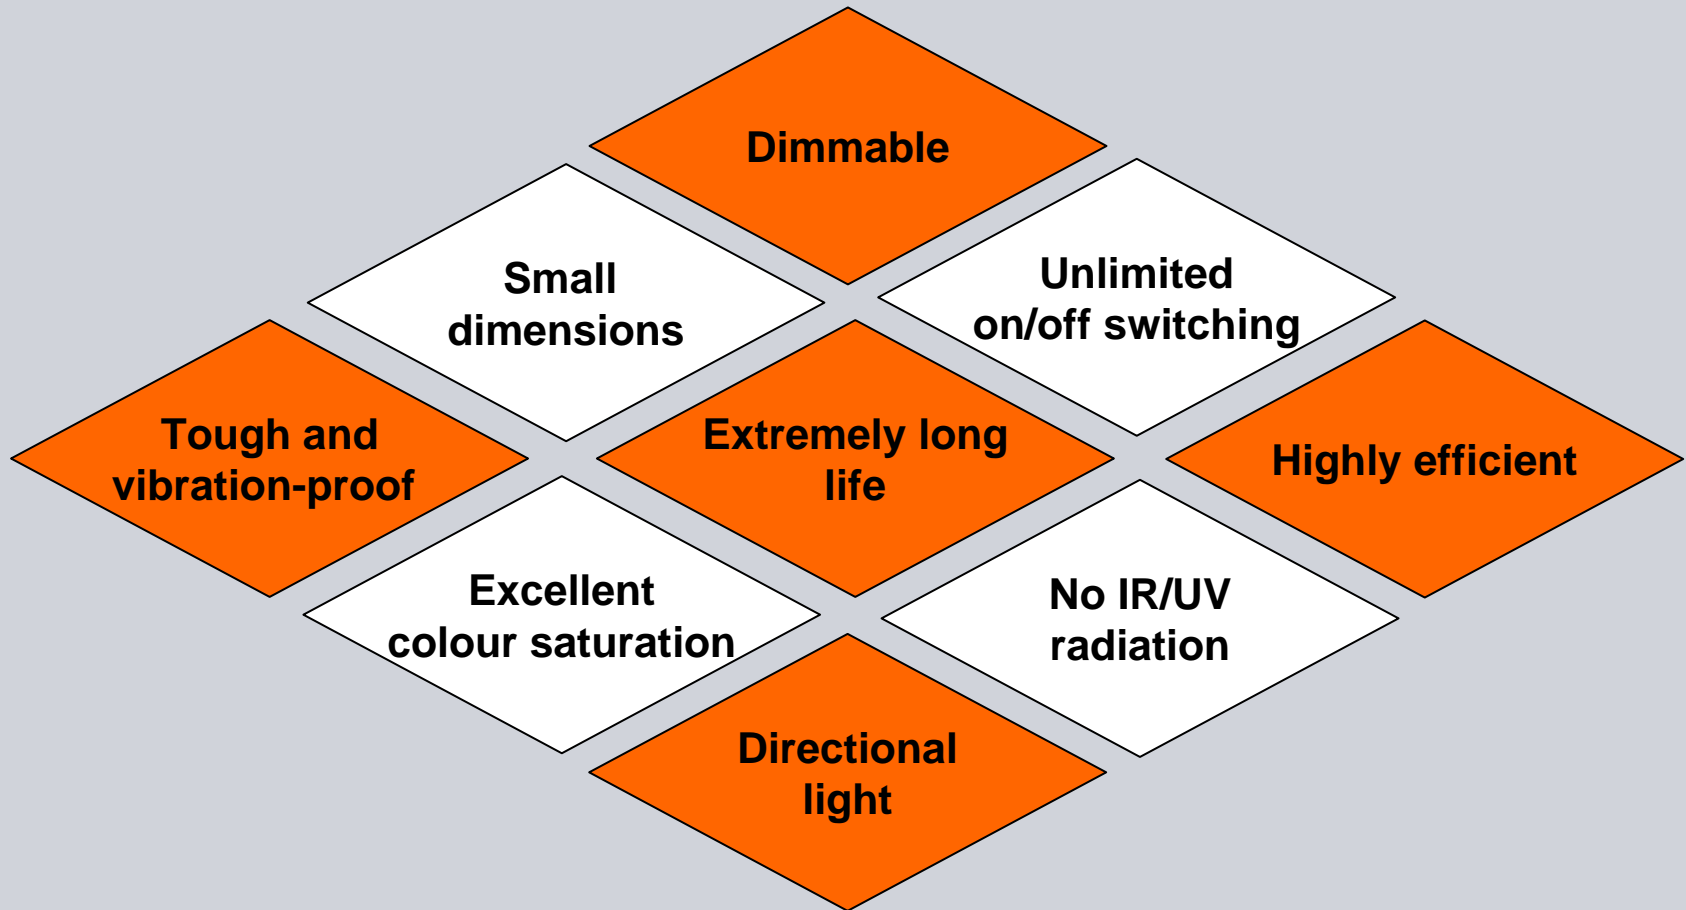 Dimmable
Small
dimensions
Unlimited
on/off switching
Tough and
vibration-proof
Extremely long
life
Highly efficient
Excellent
colour saturation
No IR/UV
radiation
Directional
light